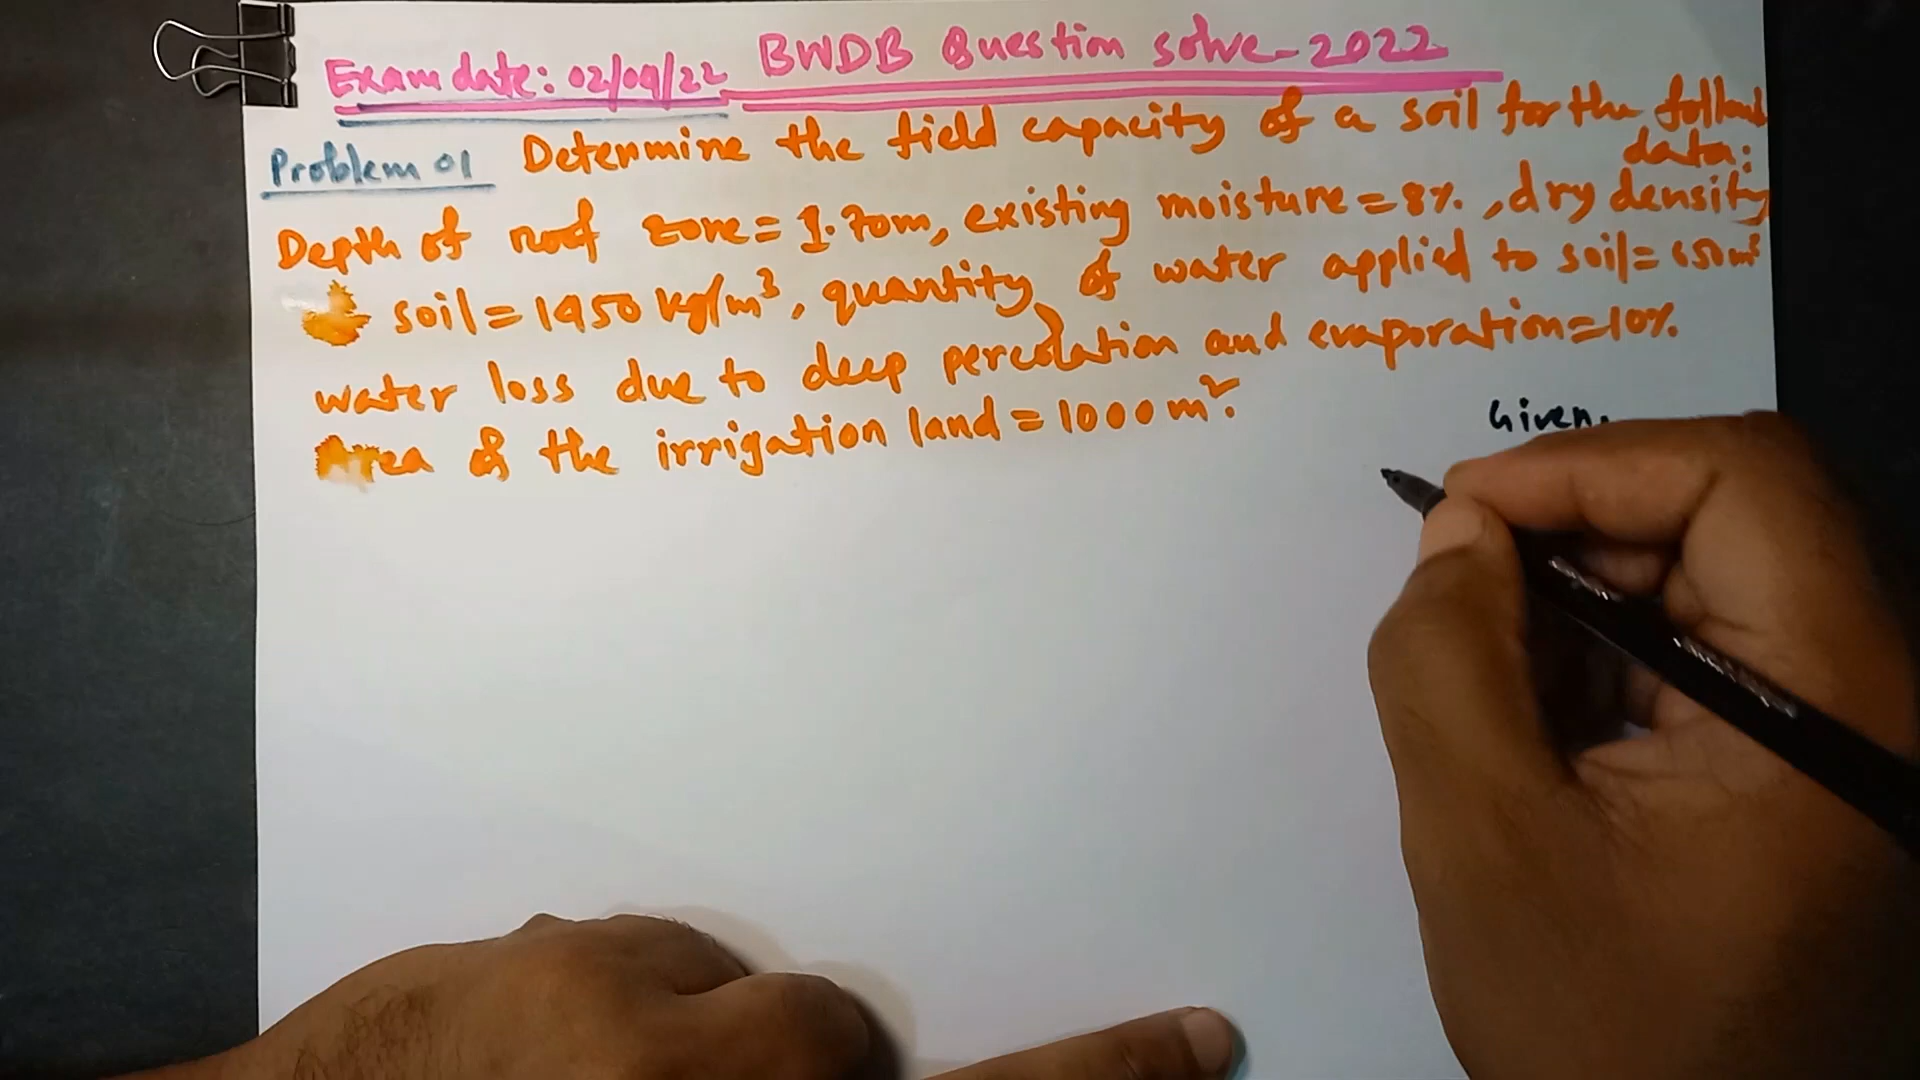 Exam date: 02/09/22 BWDB Question solve-2022
Problem 01 Determine the field capacity of a soil for the
data:
Depth of root zone = 1.70m, existing moisture = 8%, dry density
soil = 1450 kg/m³, quantity of water applied to soil = 650m³
water loss due to deep percolation and evaporation = 10%.
Area of the irrigation land = 1000 m².
Given,